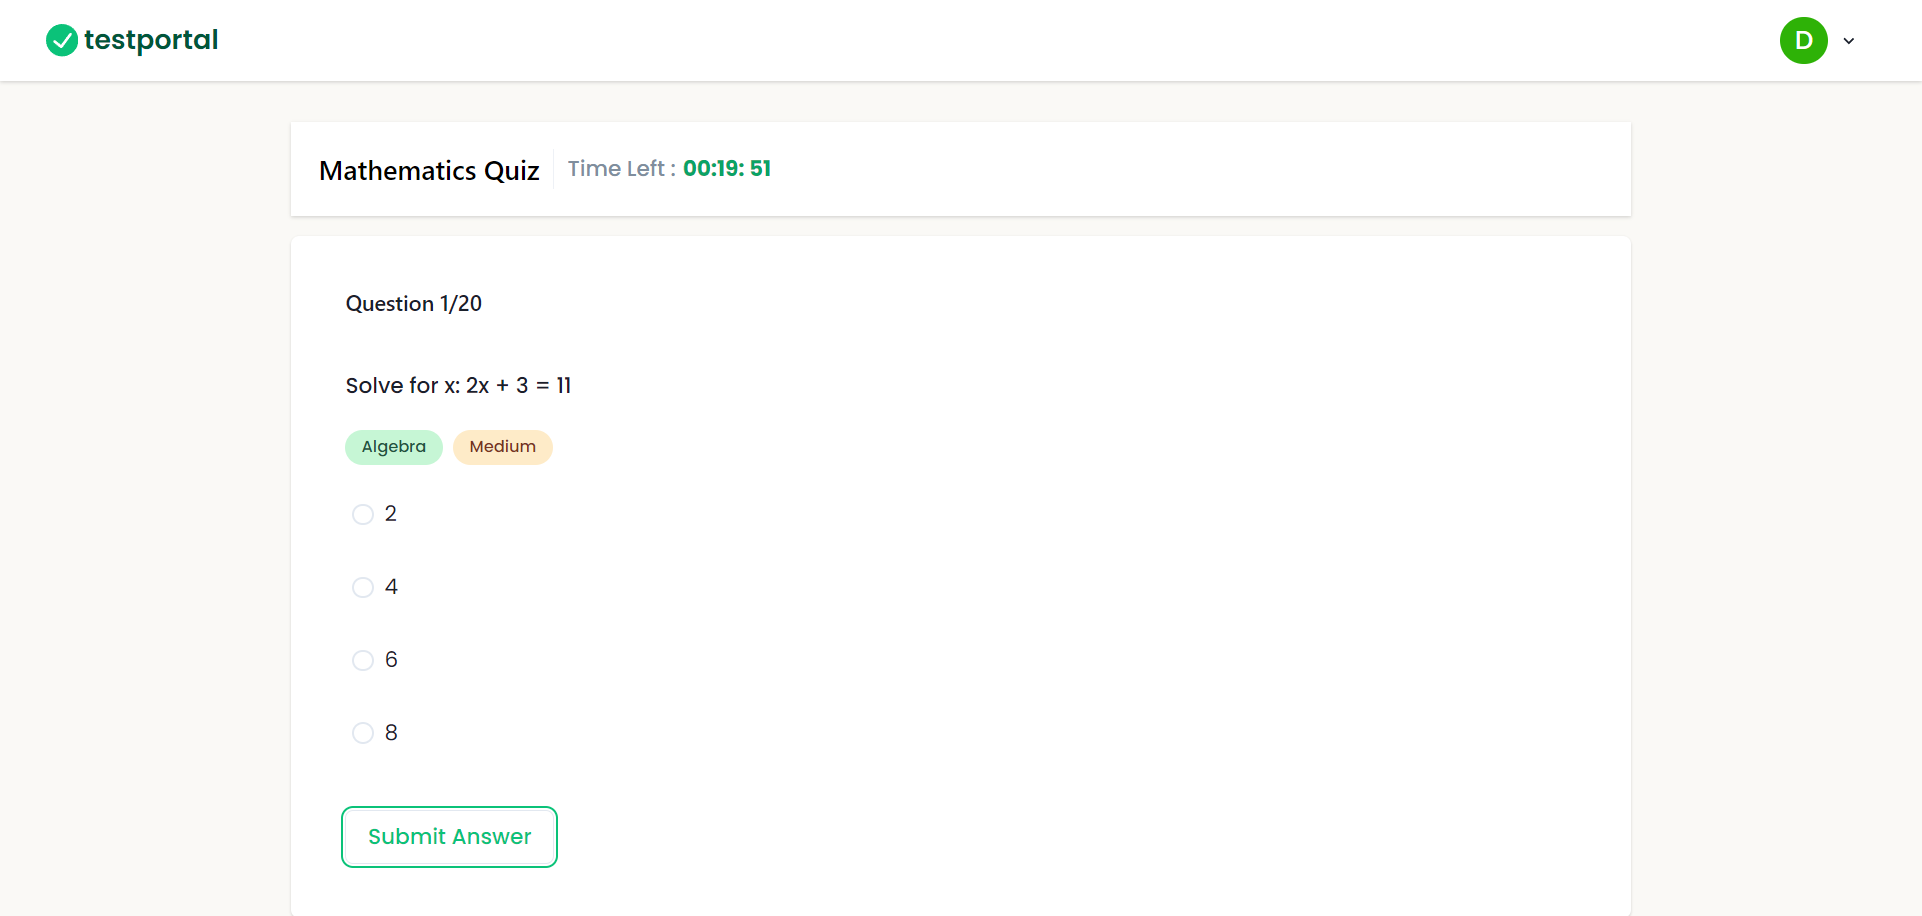 testportal
D
Mathematics Quiz
Time Left : 00:19: 51
Question 1/20
Solve for x: 2x + 3 = 11
Algebra Medium
2
4
6
8
Submit Answer